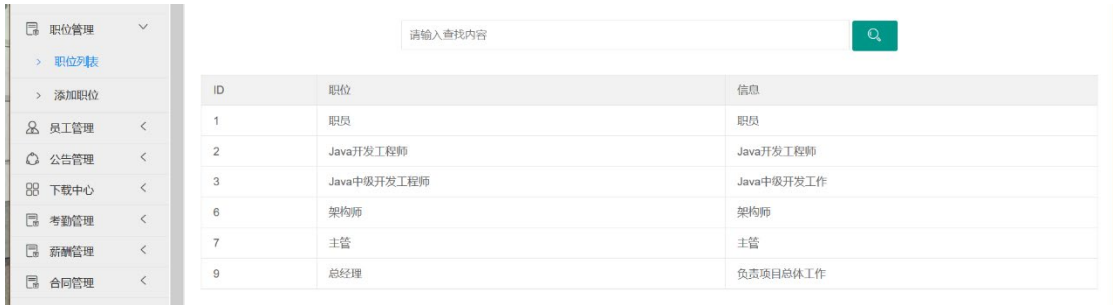 职位管理
职位列表
添加职位
员工管理
公告管理
下载中心
考勤管理
薪酬管理
合同管理
请输入查找内容
ID 职位 信息
1 职员 职员
2 Java开发工程师 Java开发工程师
3 Java中级开发工程师 Java中级开发工作
6 架构师 架构师
7 主管 主管
9 总经理 负责项目总体工作